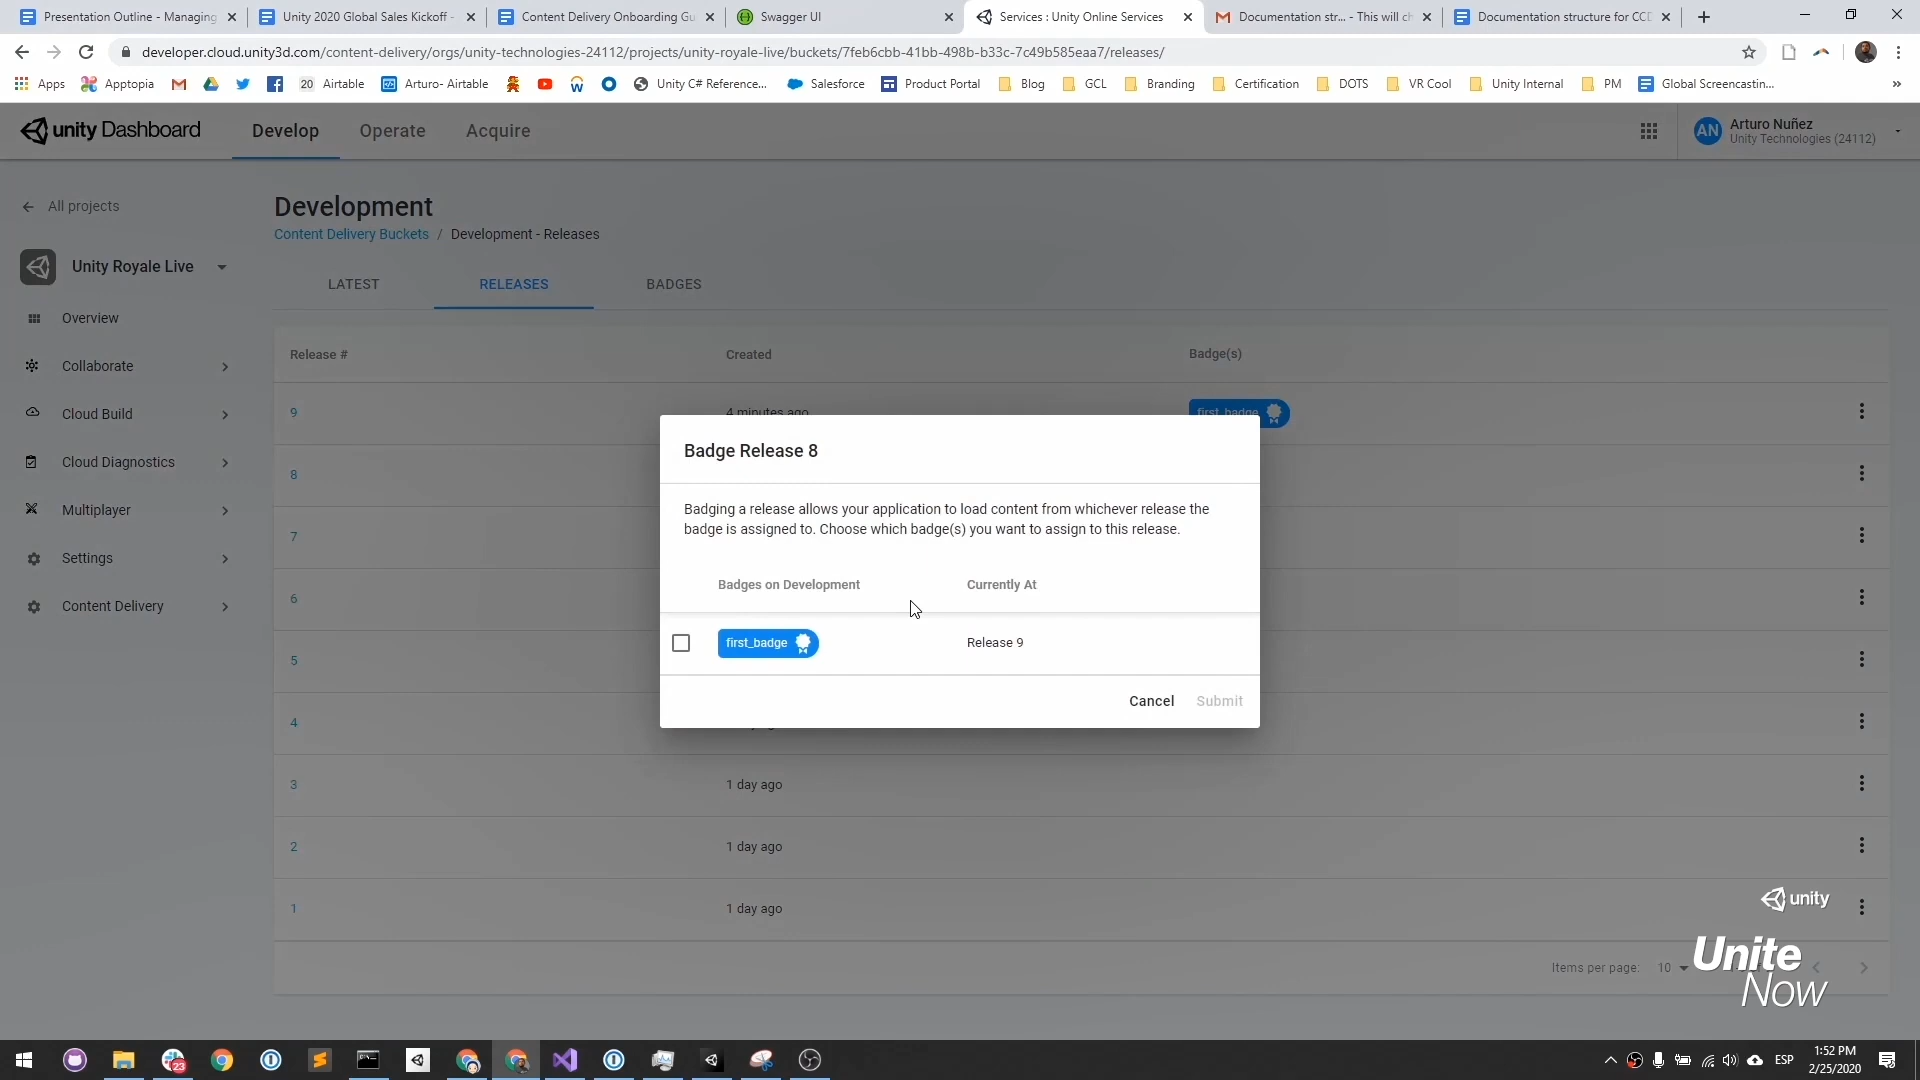 Presentation Outline - Managing
Unity 2020 Global Sales Kickoff -
Content Delivery Onboarding Gu
Swagger UI
Services : Unity Online Services
Documentation str... - This will ch
Documentation structure for CCD
developer.cloud.unity3d.com/content-delivery/orgs/unity-technologies-24112/projects/unity-royale-live/buckets/7feb6cbb-41bb-498b-b33c-7c49b585eaa7/releases/
Apps
Apptopia
20
Airtable
Arturo- Airtable
Unity C# Reference...
Salesforce
Product Portal
Blog
GCL
Branding
Certification
DOTS
VR Cool
Unity Internal
PM
Global Screencastin...
»
unity Dashboard
Develop
Operate
Acquire
AN
Arturo Nuñez
Unity Technologies (24112)
All projects
Unity Royale Live
Overview
Collaborate
Cloud Build
Cloud Diagnostics
Multiplayer
Settings
Content Delivery
Development
Content Delivery Buckets / Development - Releases
LATEST
RELEASES
BADGES
Release #
Created
Badge(s)
9
4 minutes ago
first_badge
8
7
6
5
4
3
1 day ago
2
1 day ago
1
1 day ago
Items per page:
10
Badge Release 8
Badging a release allows your application to load content from whichever release the
badge is assigned to. Choose which badge(s) you want to assign to this release.
Badges on Development
Currently At
first_badge
Release 9
Cancel
Submit
unity
Unite
Now
23
ESP
1:52 PM
2/25/2020